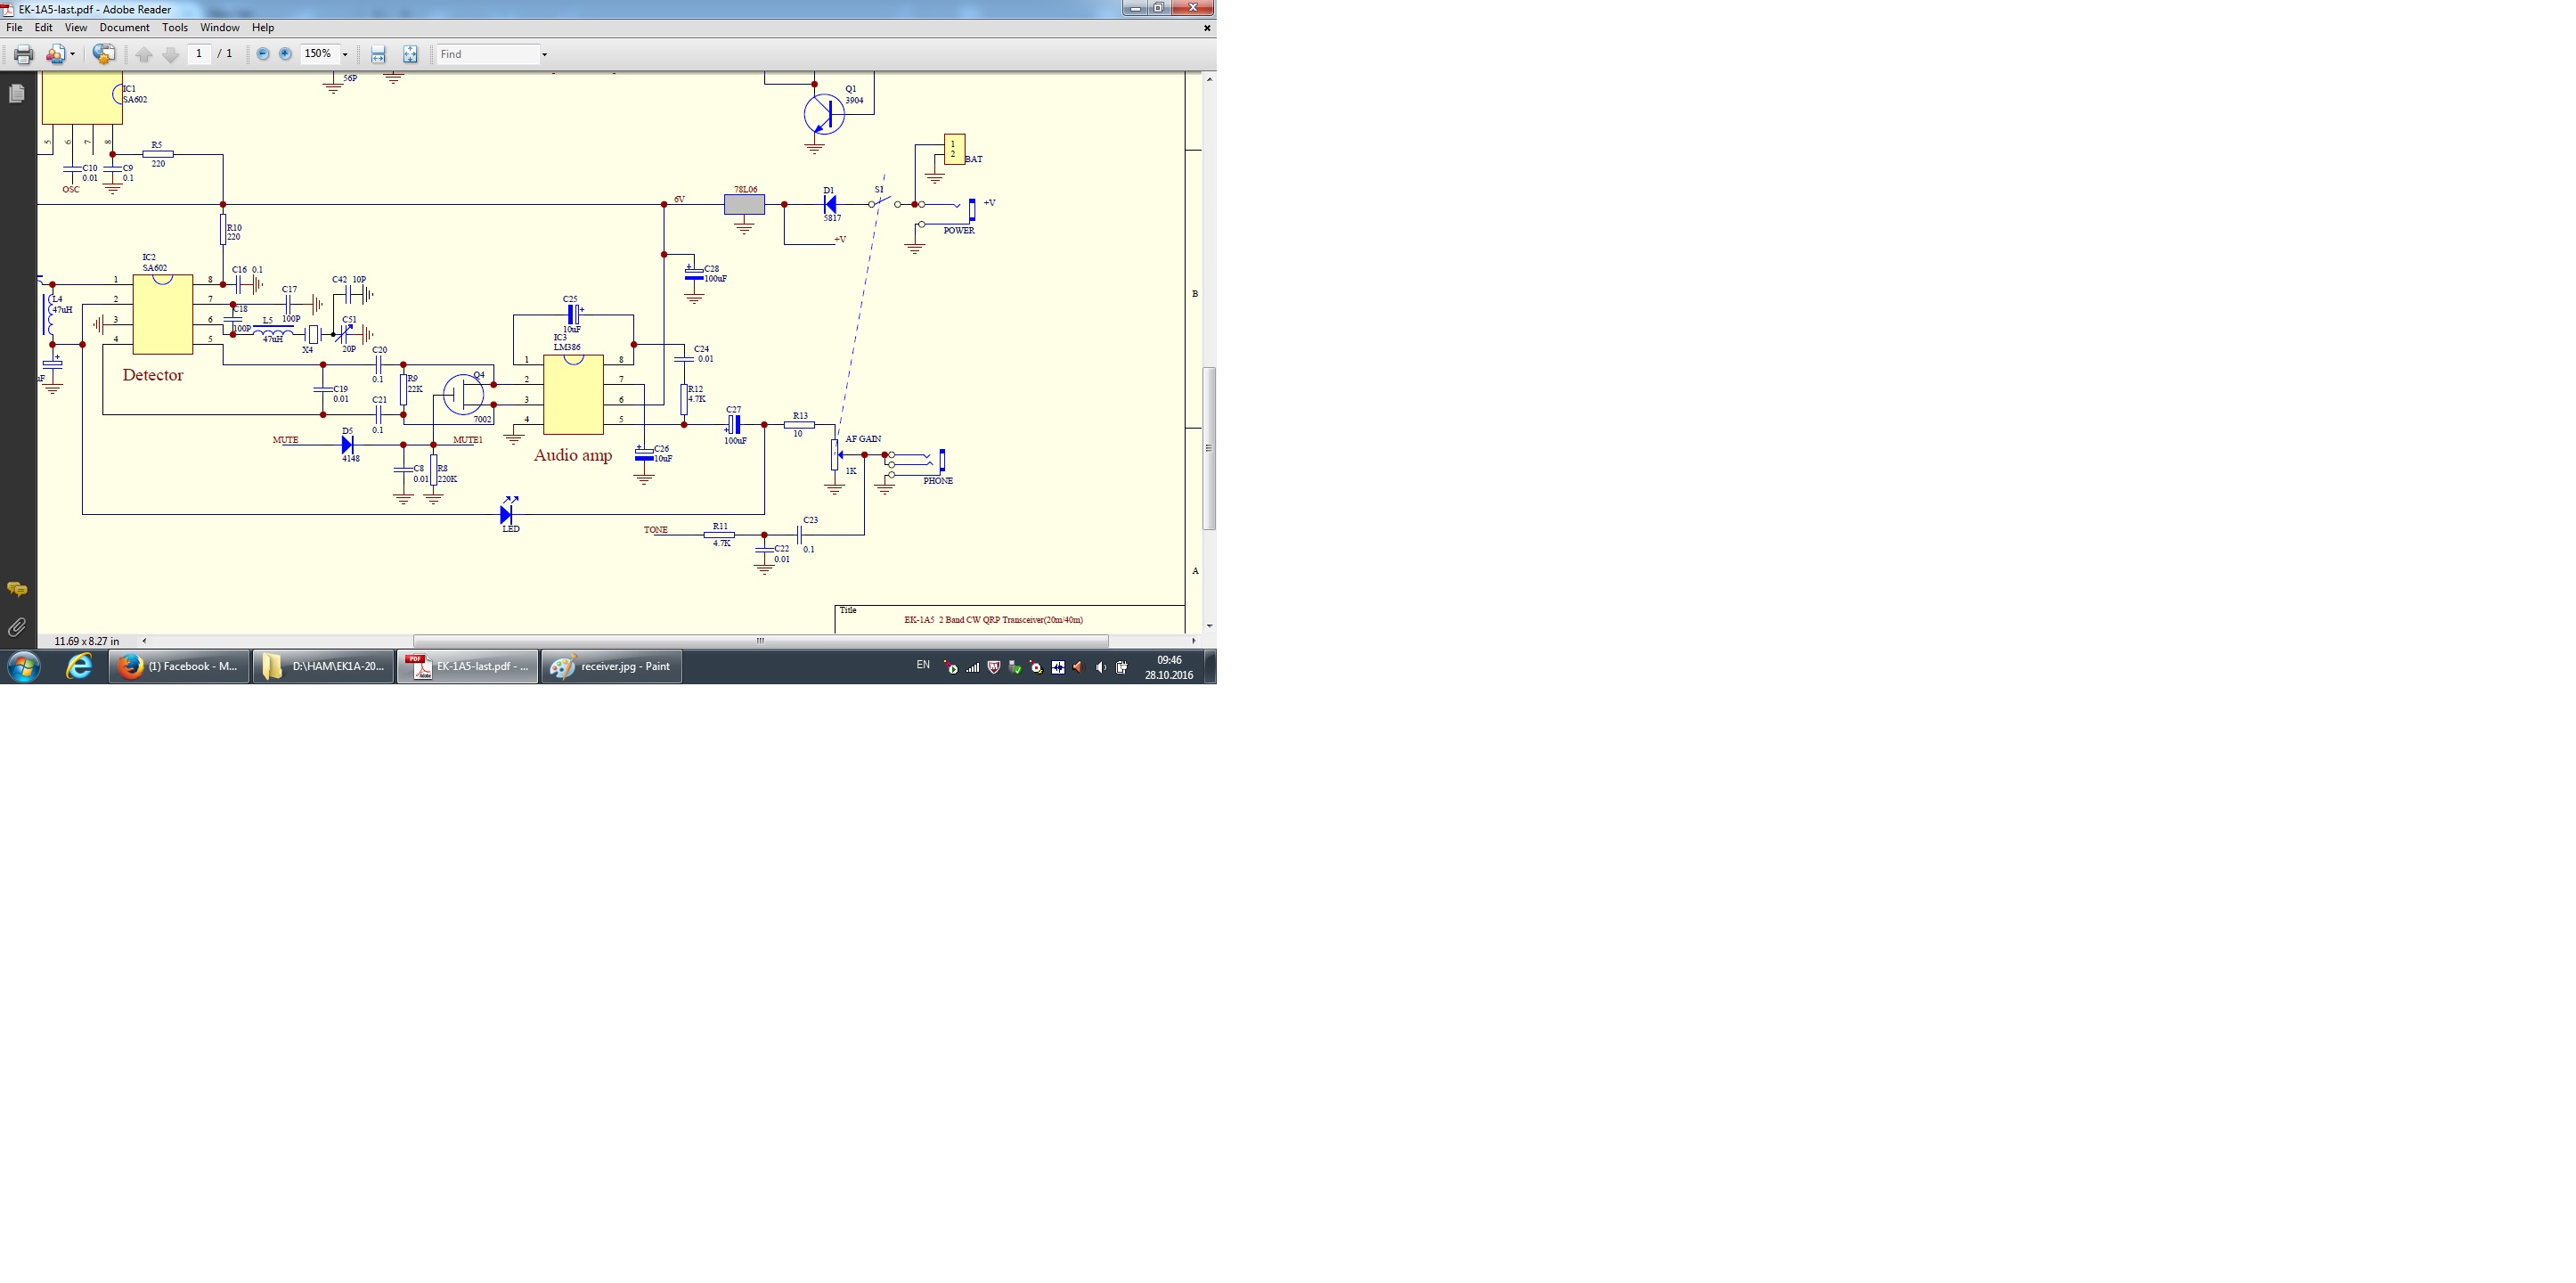 EK-1A5-last.pdf - Adobe Reader
File Edit View Document Tools Window Help
1 / 1 150% Find
56P
IC1
SA602
Q1
3904
5 6 7 8
R5
220
C10
0.01
C9
0.1
OSC
1
2
BAT
6V
78L06
D1
5817
S1
+V
POWER
+V
R10
220
IC2
SA602
C16 0.1
C42 10P
C17
100P
C18
100P
L4
47uH
1
2
3
4
8
7
6
5
L5
47uH
X4
C51
20P
C28
100uF
C25
10uF
IC3
LM386
Detector
C20
0.1
R9
22K
Q4
7002
1
2
3
4
8
7
6
5
C24
0.01
R12
4.7K
C19
0.01
C21
0.1
C27
100uF
R13
10
MUTE
D5
4148
MUTE1
Audio amp
C26
10uF
AF GAIN
1K
PHONE
C8
0.01
R8
220K
LED
TONE
R11
4.7K
C23
0.1
C22
0.01
B
A
Title
EK-1A5 2 Band CW QRP Transceiver(20m/40m)
11.69 x 8.27 in
(1) Facebook - M...
D:\HAM\EK1A-20...
EK-1A5-last.pdf - ...
receiver.jpg - Paint
EN
09:46
28.10.2016